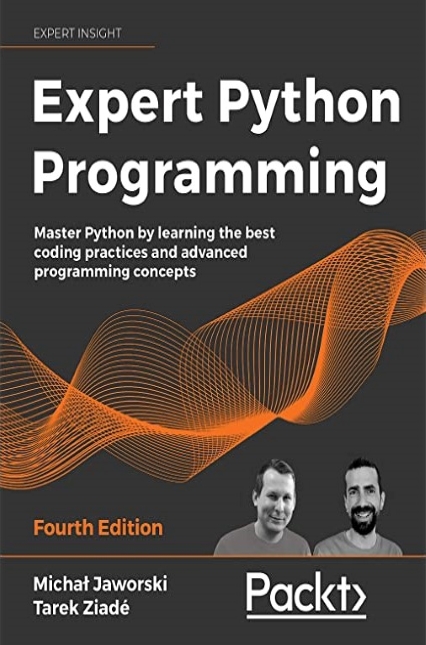 EXPERT INSIGHT
Expert Python
Programming
Master Python by learning the best
coding practices and advanced
programming concepts
Fourth Edition
Michał Jaworski
Tarek Ziadé
Packt>